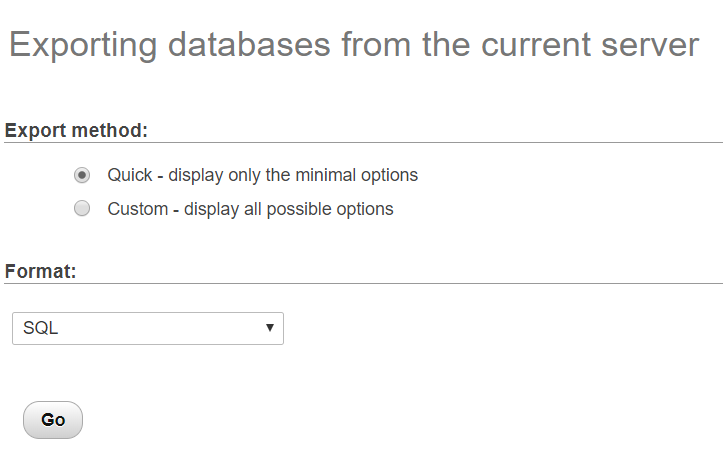 Exporting databases from the current server
Export method:
Quick - display only the minimal options
Custom - display all possible options
Format:
SQL
Go